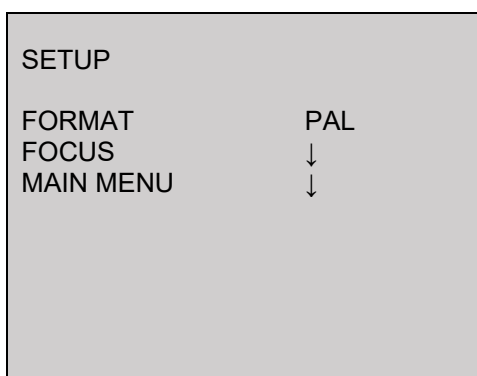 SETUP
FORMAT PAL
FOCUS ↓
MAIN MENU ↓